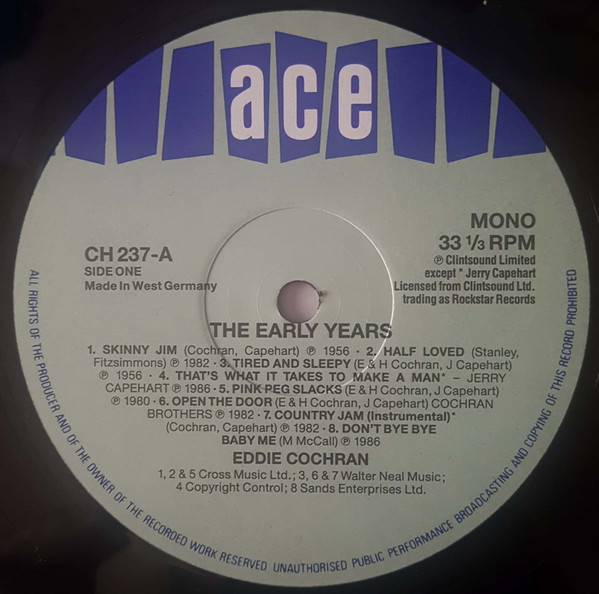 ace
CH 237-A
SIDE ONE
Made In West Germany
MONO
33 1/3 RPM
℗ Clintsound Limited
except * Jerry Capehart
Licensed from Clintsound Ltd.
trading as Rockstar Records
THE EARLY YEARS
1. SKINNY JIM (Cochran, Capehart) ℗ 1956 · 2. HALF LOVED (Stanley,
Fitzsimmons) ℗ 1982 · 3. TIRED AND SLEEPY (E & H Cochran, J Capehart)
℗ 1956 · 4. THAT'S WHAT IT TAKES TO MAKE A MAN* – JERRY
CAPEHART ℗ 1986 · 5. PINK PEG SLACKS (E & H Cochran, J Capehart)
℗ 1980 · 6. OPEN THE DOOR (E & H Cochran, J Capehart) COCHRAN
BROTHERS ℗ 1982 · 7. COUNTRY JAM (Instrumental)*
(Cochran, Capehart) ℗ 1982 · 8. DON'T BYE BYE
BABY ME (M McCall) ℗ 1986
EDDIE COCHRAN
1, 2 & 5 Cross Music Ltd.; 3, 6 & 7 Walter Neal Music;
4 Copyright Control; 8 Sands Enterprises Ltd.
ALL RIGHTS OF THE PRODUCER AND OF THE OWNER OF THE RECORDED WORK RESERVED UNAUTHORISED PUBLIC PERFORMANCE BROADCASTING AND COPYING OF THIS RECORD PROHIBITED